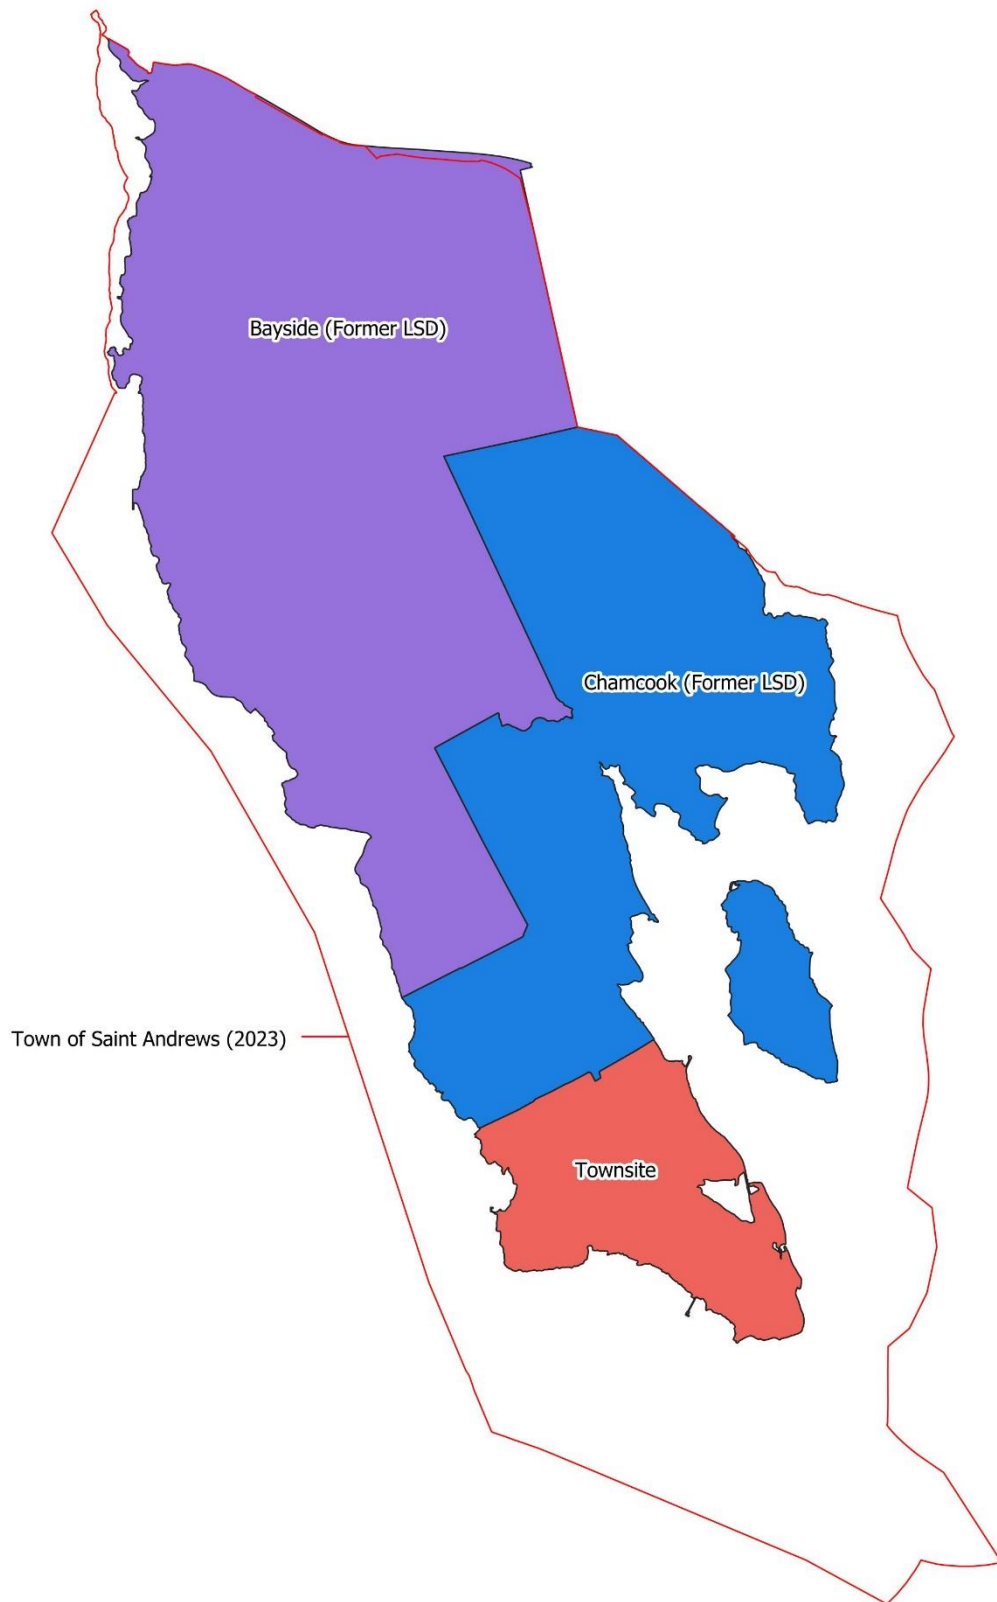 Bayside (Former LSD)
Chamcook (Former LSD)
Town of Saint Andrews (2023)
Townsite